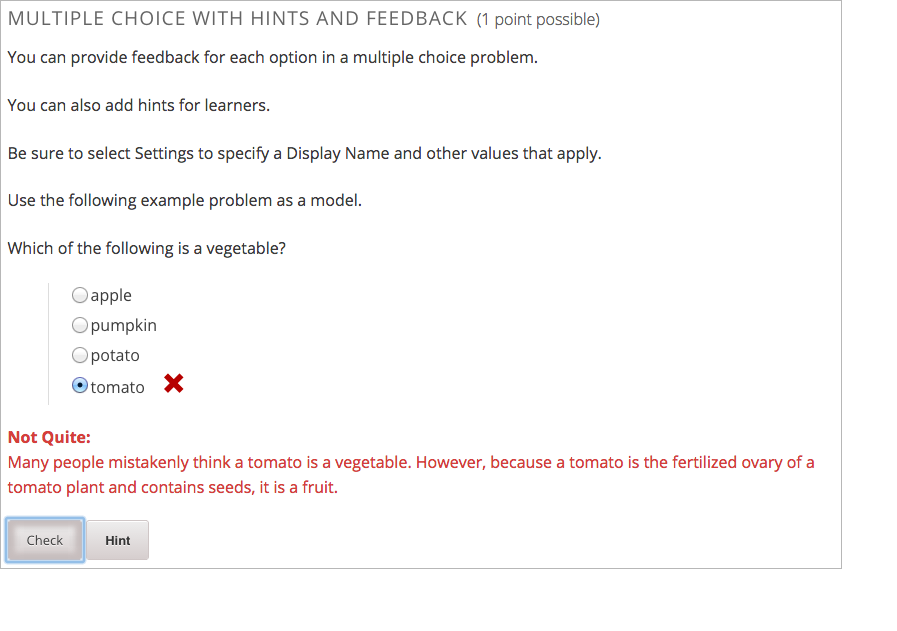 MULTIPLE CHOICE WITH HINTS AND FEEDBACK (1 point possible)
You can provide feedback for each option in a multiple choice problem.
You can also add hints for learners.
Be sure to select Settings to specify a Display Name and other values that apply.
Use the following example problem as a model.
Which of the following is a vegetable?
apple
pumpkin
potato
tomato
Not Quite:
Many people mistakenly think a tomato is a vegetable. However, because a tomato is the fertilized ovary of a
tomato plant and contains seeds, it is a fruit.
Check Hint